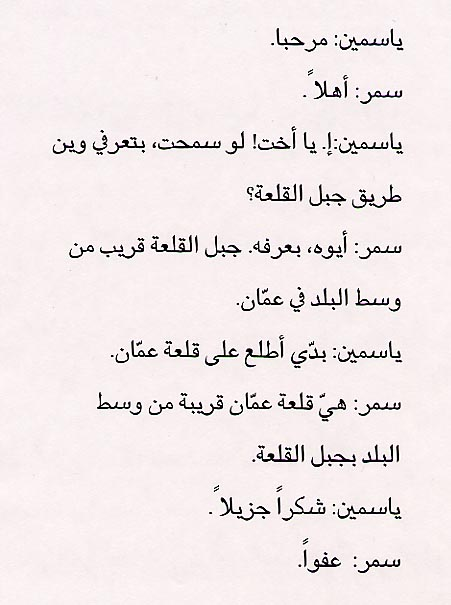 ياسمين: مرحبا.
سمر: أهلاً.
ياسمين:إ. يا أخت! لو سمحت، بتعرفي وين
طريق جبل القلعة؟
سمر: أيوه، بعرفه. جبل القلعة قريب من
وسط البلد في عمّان.
ياسمين: بدّي أطلع على قلعة عمّان.
سمر: هيّ قلعة عمّان قريبة من وسط
البلد بجبل القلعة.
ياسمين: شكراً جزيلاً.
سمر: عفواً.